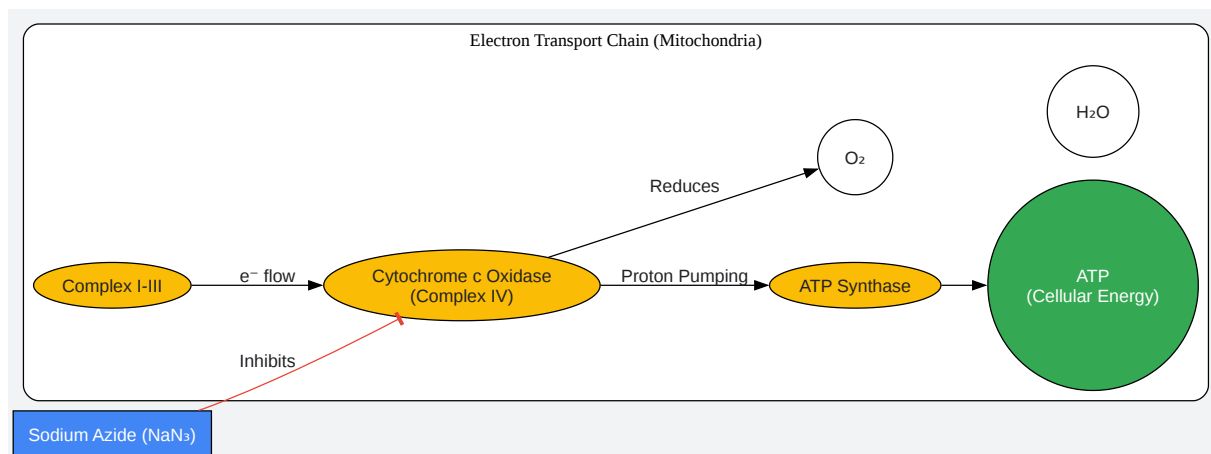 Electron Transport Chain (Mitochondria)
H₂O
O₂
Reduces
Complex I-III
e⁻ flow
Cytochrome c Oxidase
(Complex IV)
Proton Pumping
ATP Synthase
ATP
(Cellular Energy)
Inhibits
Sodium Azide (NaN₃)